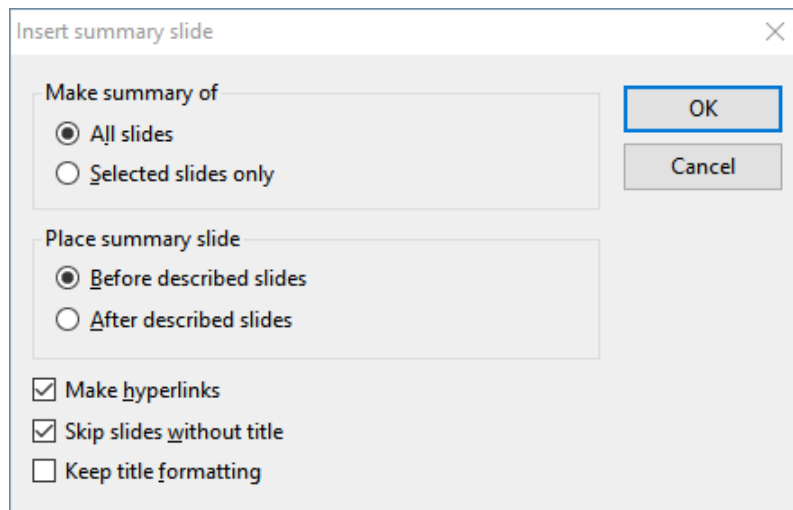 Insert summary slide
Make summary of
All slides
Selected slides only
OK
Cancel
Place summary slide
Before described slides
After described slides
Make hyperlinks
Skip slides without title
Keep title formatting